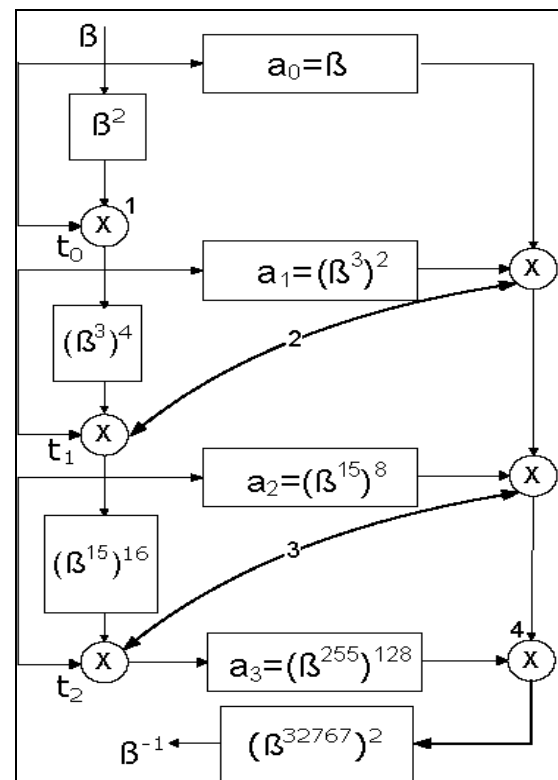 ß
a₀=ß
ß²
X 1
t₀
a₁=(ß³)² X
2
(ß³)⁴
X
t₁
a₂=(ß¹⁵)⁸ X
3
(ß¹⁵)¹⁶
4
X a₃=(ß²⁵⁵)¹²⁸ X
t₂
ß⁻¹ (ß³²⁷⁶⁷)²